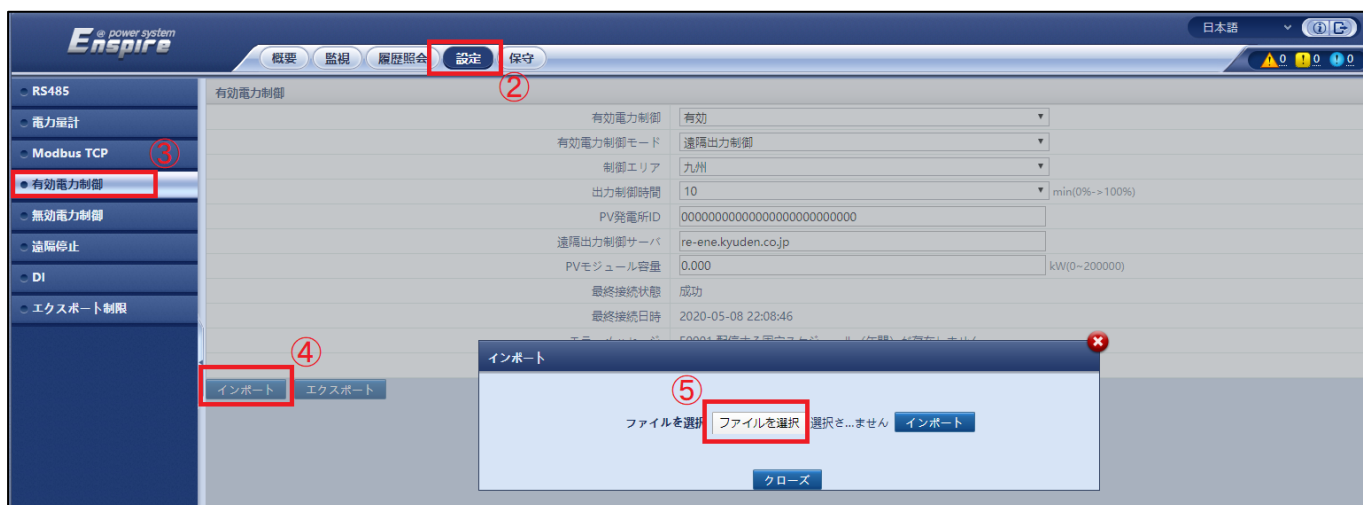 @ power system
Enspire
日本語
概要 監視 履歴照会 設定 保守
0 0 0
②
RS485
電力量計
Modbus TCP
③
有効電力制御
無効電力制御
遠隔停止
DI
エクスポート制限
有効電力制御
有効電力制御 有効
有効電力制御モード 遠隔出力制御
制御エリア 九州
出力制御時間 10 min(0%->100%)
PV発電所ID
遠隔出力制御サーバ re-ene.kyuden.co.jp
PVモジュール容量 0.000 kW(0~200000)
最終接続状態 成功
最終接続日時 2020-05-08 22:08:46
④
インポート エクスポート
インポート
⑤
ファイルを選択 ファイルを選択 選択さ...ません インポート
クローズ